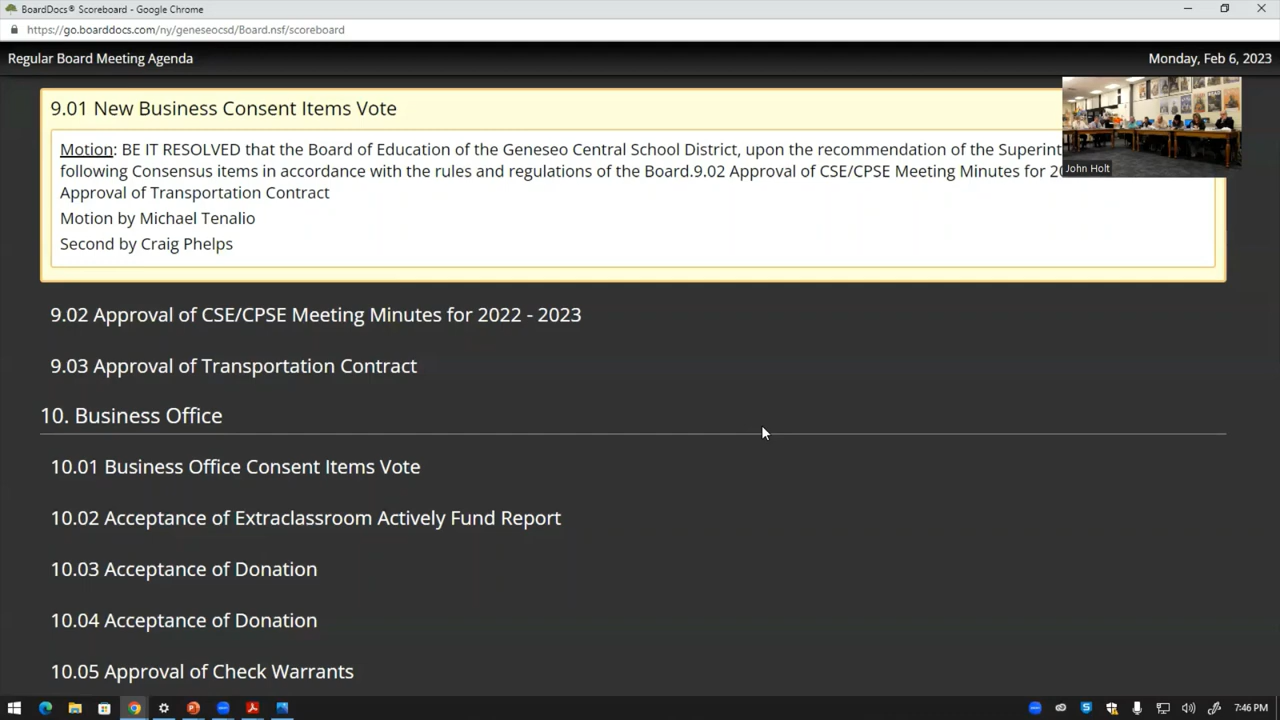 BoardDocs® Scoreboard - Google Chrome
https://go.boarddocs.com/ny/geneseocsd/Board.nsf/scoreboard
Regular Board Meeting Agenda
Monday, Feb 6, 2023
9.01 New Business Consent Items Vote
Motion: BE IT RESOLVED that the Board of Education of the Geneseo Central School District, upon the recommendation of the Superint
following Consensus items in accordance with the rules and regulations of the Board.9.02 Approval of CSE/CPSE Meeting Minutes for 20
Approval of Transportation Contract
Motion by Michael Tenalio
Second by Craig Phelps
John Holt
9.02 Approval of CSE/CPSE Meeting Minutes for 2022 - 2023
9.03 Approval of Transportation Contract
10. Business Office
10.01 Business Office Consent Items Vote
10.02 Acceptance of Extraclassroom Actively Fund Report
10.03 Acceptance of Donation
10.04 Acceptance of Donation
10.05 Approval of Check Warrants
7:46 PM